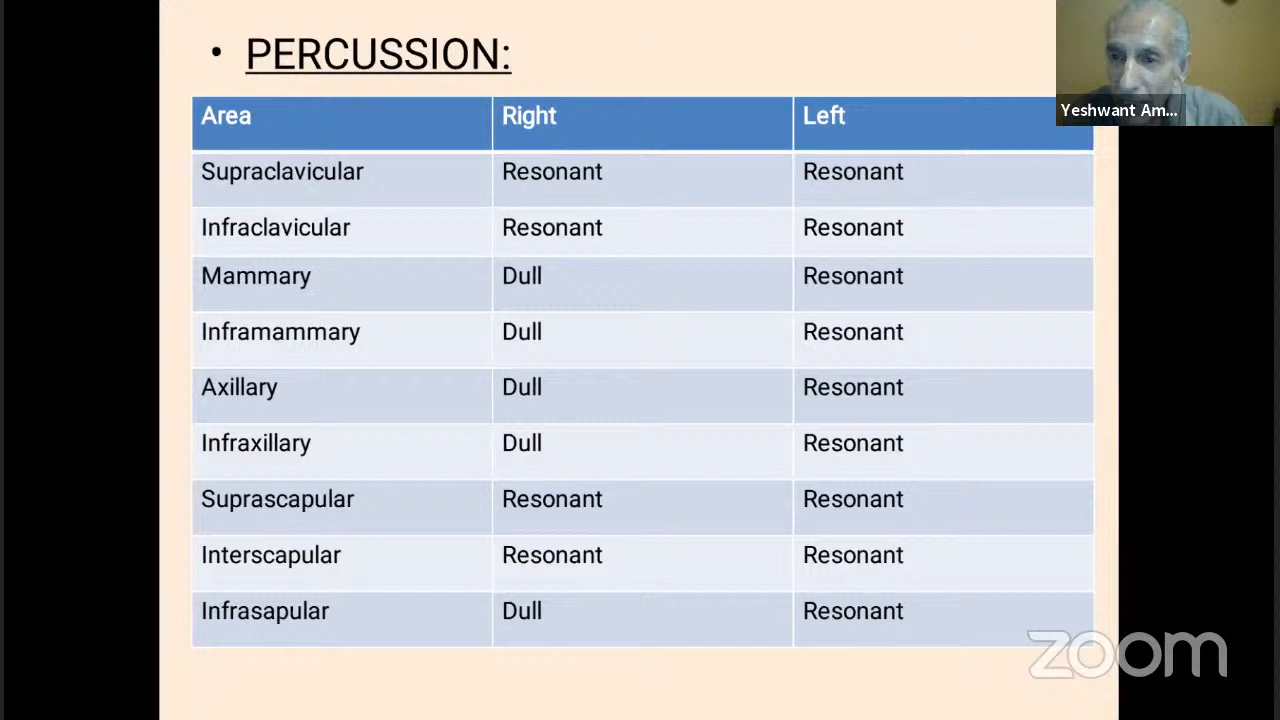 • PERCUSSION:
Yeshwant Am...
Area Right Left
Supraclavicular Resonant Resonant
Infraclavicular Resonant Resonant
Mammary Dull Resonant
Inframammary Dull Resonant
Axillary Dull Resonant
Infraxillary Dull Resonant
Suprascapular Resonant Resonant
Interscapular Resonant Resonant
Infrasapular Dull Resonant
zoom